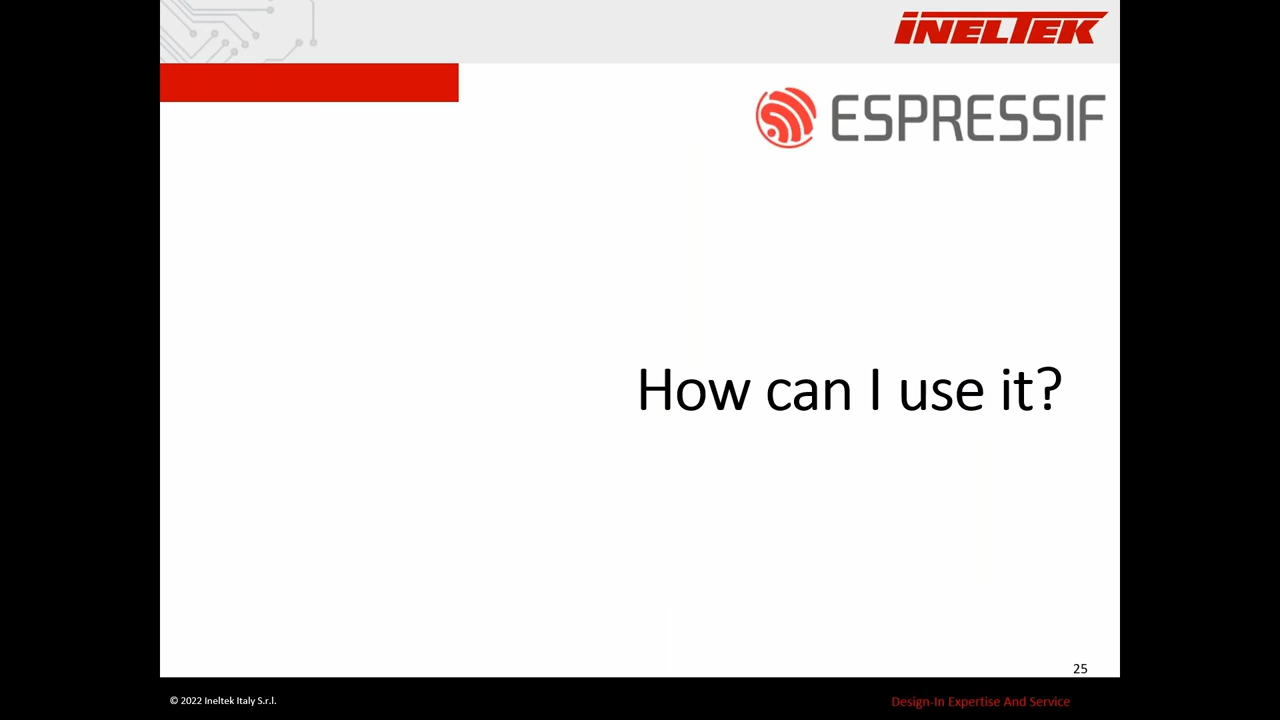 INELTEK
ESPRESSIF
How can I use it?
25
© 2022 Ineltek Italy S.r.l.
Design-In Expertise And Service